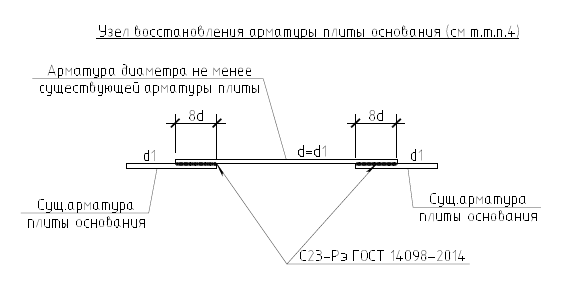 Узел восстановления арматуры плиты основания (см т.т.п.4)
Арматура диаметра не менее
существующей арматуры плиты
8d
8d
d1
d=d1
d1
Сущ.арматура
плиты основания
Сущ.арматура
плиты основания
С23-Рэ ГОСТ 14098-2014